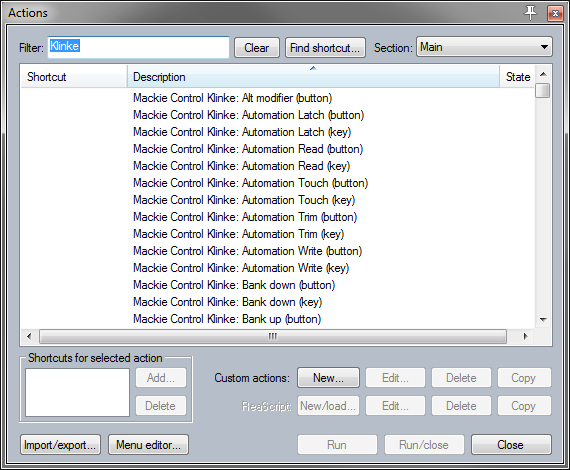 Actions
Filter: Klinke Clear Find shortcut... Section: Main
Shortcut Description State
Mackie Control Klinke: Alt modifier (button)
Mackie Control Klinke: Automation Latch (button)
Mackie Control Klinke: Automation Latch (key)
Mackie Control Klinke: Automation Read (button)
Mackie Control Klinke: Automation Read (key)
Mackie Control Klinke: Automation Touch (button)
Mackie Control Klinke: Automation Touch (key)
Mackie Control Klinke: Automation Trim (button)
Mackie Control Klinke: Automation Trim (key)
Mackie Control Klinke: Automation Write (button)
Mackie Control Klinke: Automation Write (key)
Mackie Control Klinke: Bank down (button)
Mackie Control Klinke: Bank down (key)
Mackie Control Klinke: Bank up (button)
Shortcuts for selected action
Add... Custom actions: New... Edit... Delete Copy
Delete ReaScript: New/load... Edit... Delete Copy
Import/export... Menu editor... Run Run/close Close